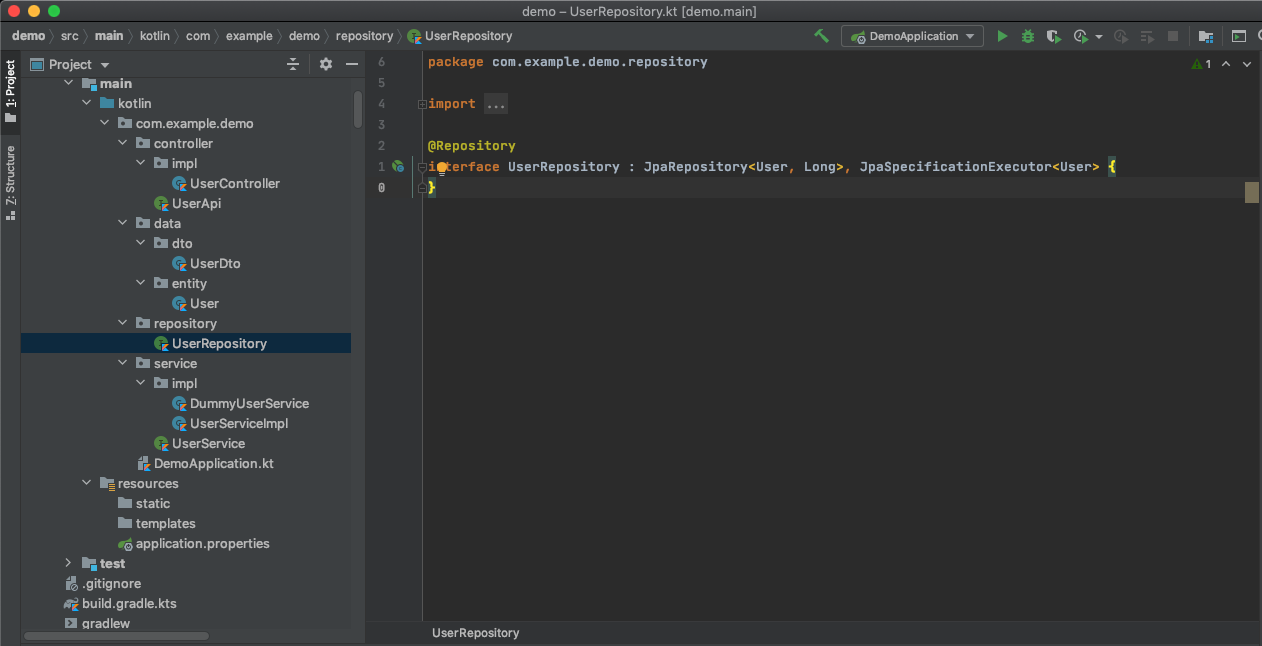 demo – UserRepository.kt [demo.main]
demo src main kotlin com example demo repository UserRepository
DemoApplication
1
1: Project
Z: Structure
Project
main
kotlin
com.example.demo
controller
impl
UserController
UserApi
data
dto
UserDto
entity
User
repository
UserRepository
service
impl
DummyUserService
UserServiceImpl
UserService
DemoApplication.kt
resources
static
templates
application.properties
test
.gitignore
build.gradle.kts
gradlew
6 package com.example.demo.repository
5
4 import ...
3
2 @Repository
1 interface UserRepository : JpaRepository<User, Long>, JpaSpecificationExecutor<User> {
0 }
UserRepository